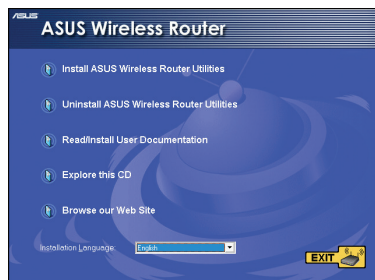 ASUS
ASUS Wireless Router
Install ASUS Wireless Router Utilities
Uninstall ASUS Wireless Router Utilities
Read/Install User Documentation
Explore this CD
Browse our Web Site
Installation Language: English
EXIT